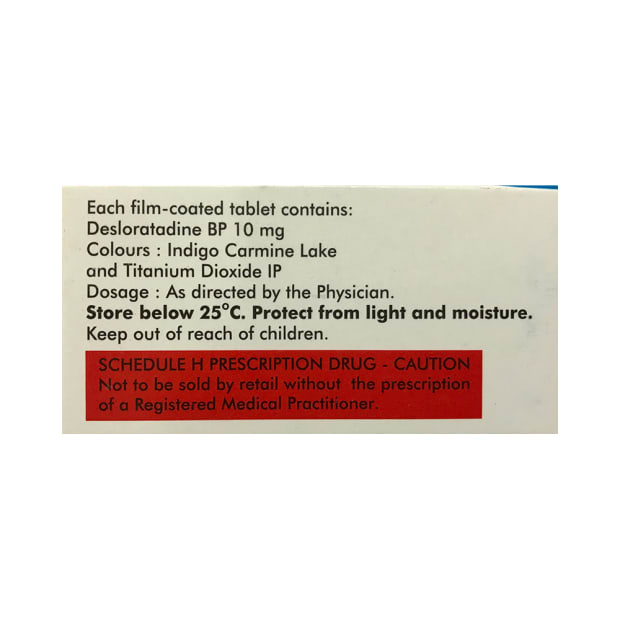 Each film-coated tablet contains:
Desloratadine BP 10 mg
Colours : Indigo Carmine Lake
and Titanium Dioxide IP
Dosage : As directed by the Physician.
Store below 25°C. Protect from light and moisture.
Keep out of reach of children.
SCHEDULE H PRESCRIPTION DRUG - CAUTION
Not to be sold by retail without the prescription
of a Registered Medical Practitioner.